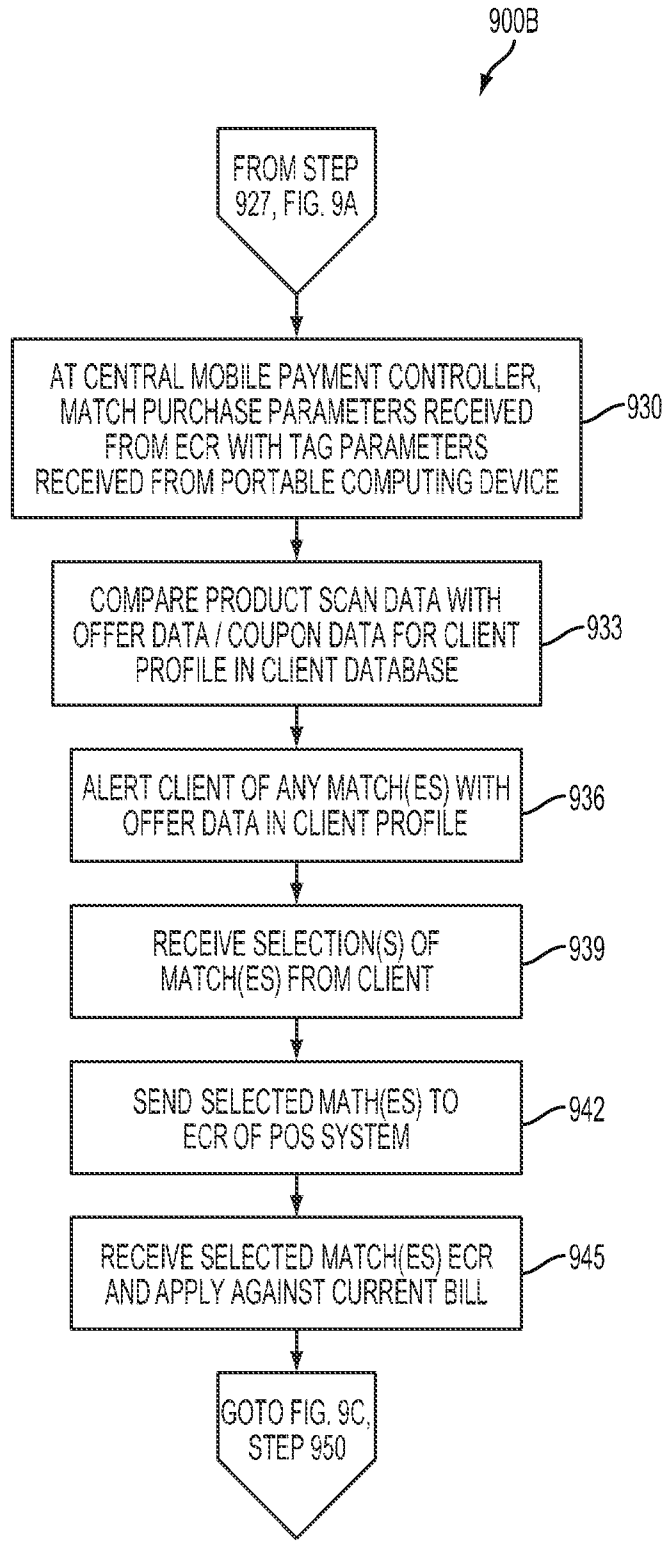 900B
FROM STEP
927, FIG. 9A
AT CENTRAL MOBILE PAYMENT CONTROLLER,
MATCH PURCHASE PARAMETERS RECEIVED
FROM ECR WITH TAG PARAMETERS
RECEIVED FROM PORTABLE COMPUTING DEVICE
930
COMPARE PRODUCT SCAN DATA WITH
OFFER DATA / COUPON DATA FOR CLIENT
PROFILE IN CLIENT DATABASE
933
ALERT CLIENT OF ANY MATCH(ES) WITH
OFFER DATA IN CLIENT PROFILE
936
RECEIVE SELECTION(S) OF
MATCH(ES) FROM CLIENT
939
SEND SELECTED MATH(ES) TO
ECR OF POS SYSTEM
942
RECEIVE SELECTED MATCH(ES) ECR
AND APPLY AGAINST CURRENT BILL
945
GOTO FIG. 9C,
STEP 950